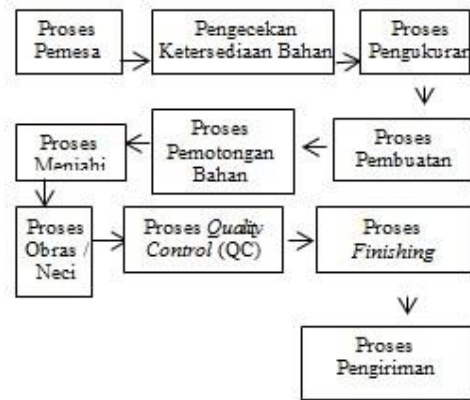 Proses
Pemesa
Pengecekan
Ketersediaan Bahan
Proses
Pengukuran
Proses
Pembuatan
Proses
Pemotongan
Bahan
Proses
Menjahi
Proses
Obras /
Neci
Proses Quality
Control (QC)
Proses
Finishing
Proses
Pengiriman